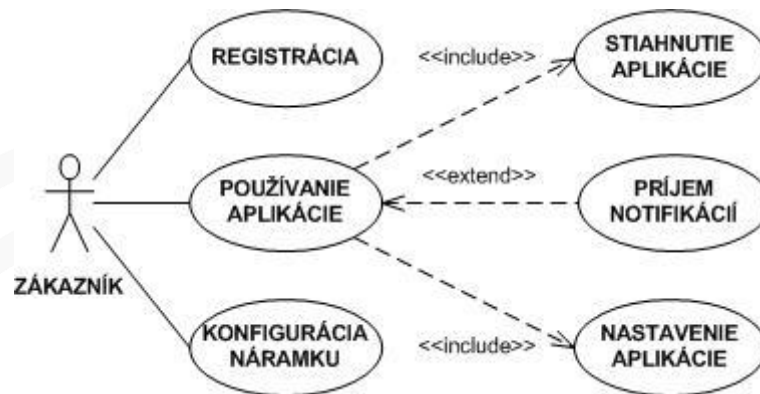 REGISTRÁCIA
<<include>>
STIAHNUTIE
APLIKÁCIE
POUŽÍVANIE
APLIKÁCIE
<<extend>>
PRÍJEM
NOTIFIKÁCIÍ
ZÁKAZNÍK
KONFIGURÁCIA
NÁRAMKU
<<include>>
NASTAVENIE
APLIKÁCIE